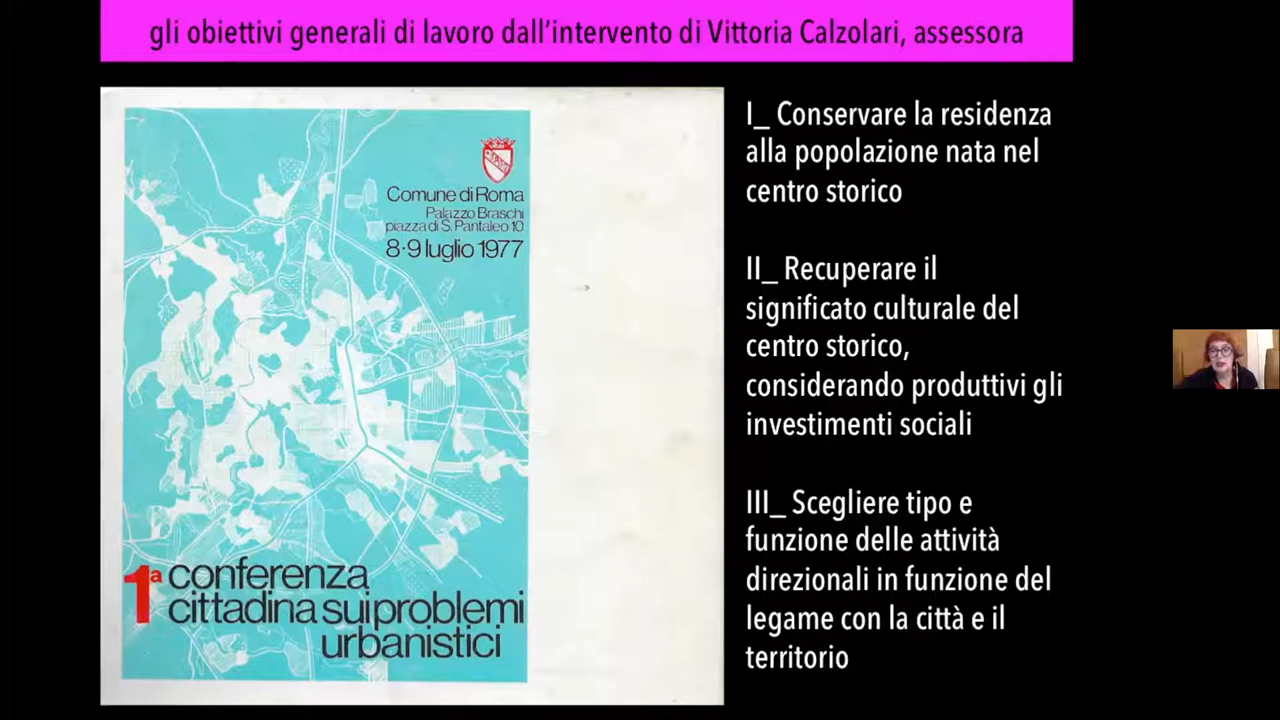 gli obiettivi generali di lavoro dall'intervento di Vittoria Calzolari, assessora
Comune di Roma
Palazzo Braschi
piazza di S. Pantaleo 10
8·9 luglio 1977
1a conferenza
cittadina sui problemi
urbanistici
I_ Conservare la residenza
alla popolazione nata nel
centro storico
II_ Recuperare il
significato culturale del
centro storico,
considerando produttivi gli
investimenti sociali
III_ Scegliere tipo e
funzione delle attività
direzionali in funzione del
legame con la città e il
territorio